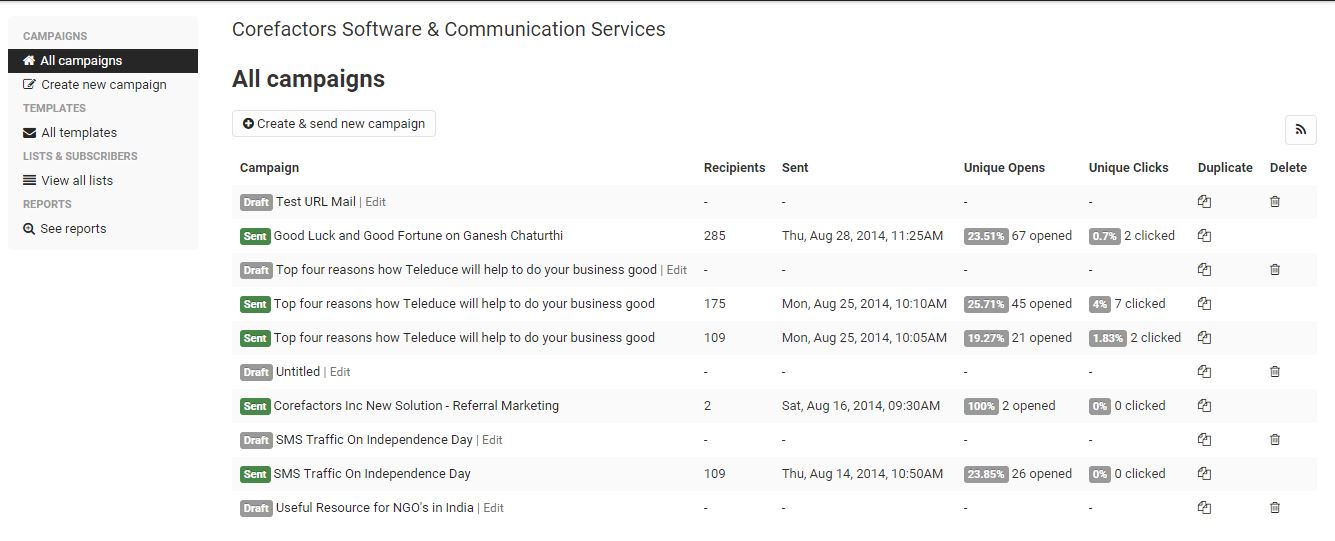 CAMPAIGNS
All campaigns
Create new campaign
TEMPLATES
All templates
LISTS & SUBSCRIBERS
View all lists
REPORTS
See reports
Corefactors Software & Communication Services
All campaigns
Create & send new campaign
Campaign Recipients Sent Unique Opens Unique Clicks Duplicate Delete
Draft Test URL Mail | Edit - - - -
Sent Good Luck and Good Fortune on Ganesh Chaturthi 285 Thu, Aug 28, 2014, 11:25AM 23.51% 67 opened 0.7% 2 clicked
Draft Top four reasons how Teleduce will help to do your business good | Edit - - - -
Sent Top four reasons how Teleduce will help to do your business good 175 Mon, Aug 25, 2014, 10:10AM 25.71% 45 opened 4% 7 clicked
Sent Top four reasons how Teleduce will help to do your business good 109 Mon, Aug 25, 2014, 10:05AM 19.27% 21 opened 1.83% 2 clicked
Draft Untitled | Edit - - - -
Sent Corefactors Inc New Solution - Referral Marketing 2 Sat, Aug 16, 2014, 09:30AM 100% 2 opened 0% 0 clicked
Draft SMS Traffic On Independence Day | Edit - - - -
Sent SMS Traffic On Independence Day 109 Thu, Aug 14, 2014, 10:50AM 23.85% 26 opened 0% 0 clicked
Draft Useful Resource for NGO's in India | Edit - - - -